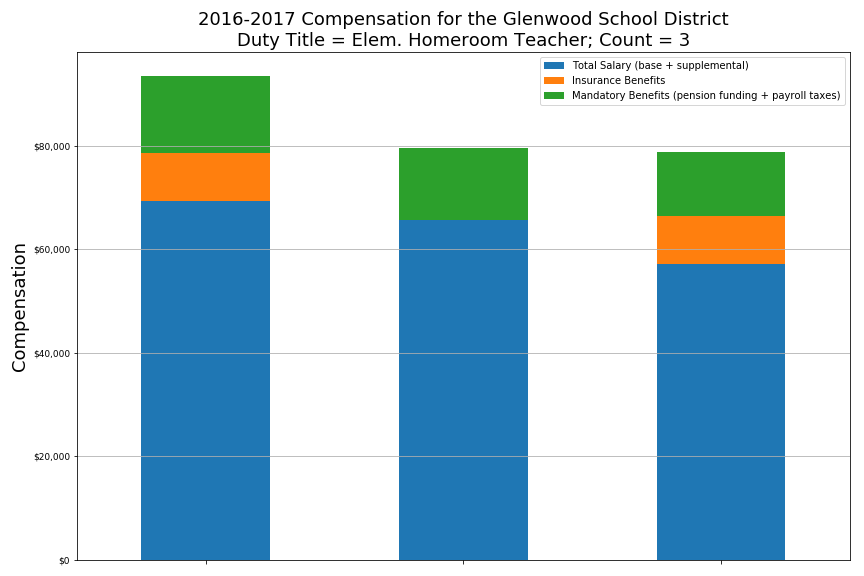 2016-2017 Compensation for the Glenwood School District
Duty Title = Elem. Homeroom Teacher; Count = 3
Total Salary (base + supplemental)
Insurance Benefits
Mandatory Benefits (pension funding + payroll taxes)
Compensation
$80,000
$60,000
$40,000
$20,000
$0